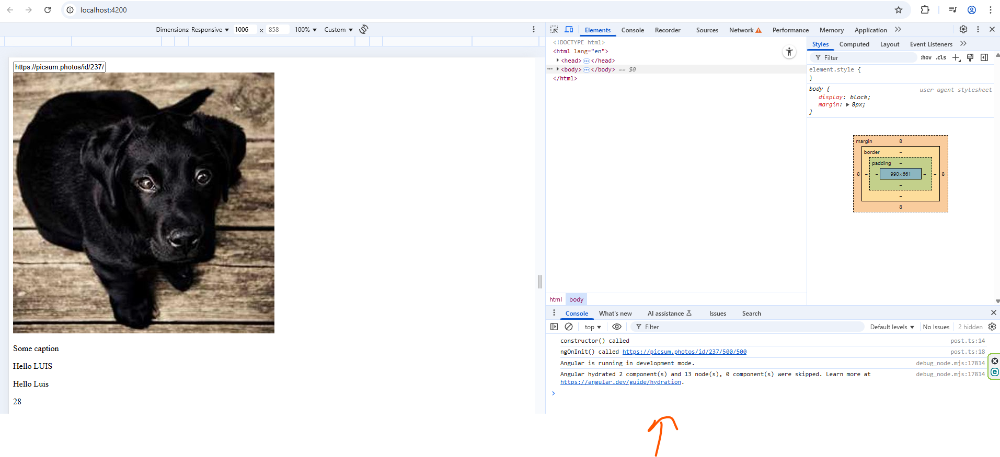 localhost:4200
Dimensions: Responsive ▼ 1006 × 858 100% ▼ Custom ▼
Elements Console Recorder Sources Network Performance Memory Application
<!DOCTYPE html>
<html lang="en">
<head> ··· </head>
··· <body> ··· </body> == $0
</html>
html body
Styles Computed Layout Event Listeners
Filter :hov .cls
element.style {
}
body { user agent stylesheet
display: block;
margin: 8px;
}
margin 8
border –
padding –
8 – – 990×661 – – 8
–
–
8
https://picsum.photos/id/237/
Some caption
Hello LUIS
Hello Luis
28
Console What's new AI assistance Issues Search
top ▼ Filter Default levels ▼ No Issues 2 hidden
constructor() called post.ts:14
ngOnInit() called https://picsum.photos/id/237/500/500 post.ts:18
Angular is running in development mode. debug_node.mjs:17814
Angular hydrated 2 component(s) and 13 node(s), 0 component(s) were skipped. Learn more at debug_node.mjs:17814
https://angular.dev/guide/hydration.
>